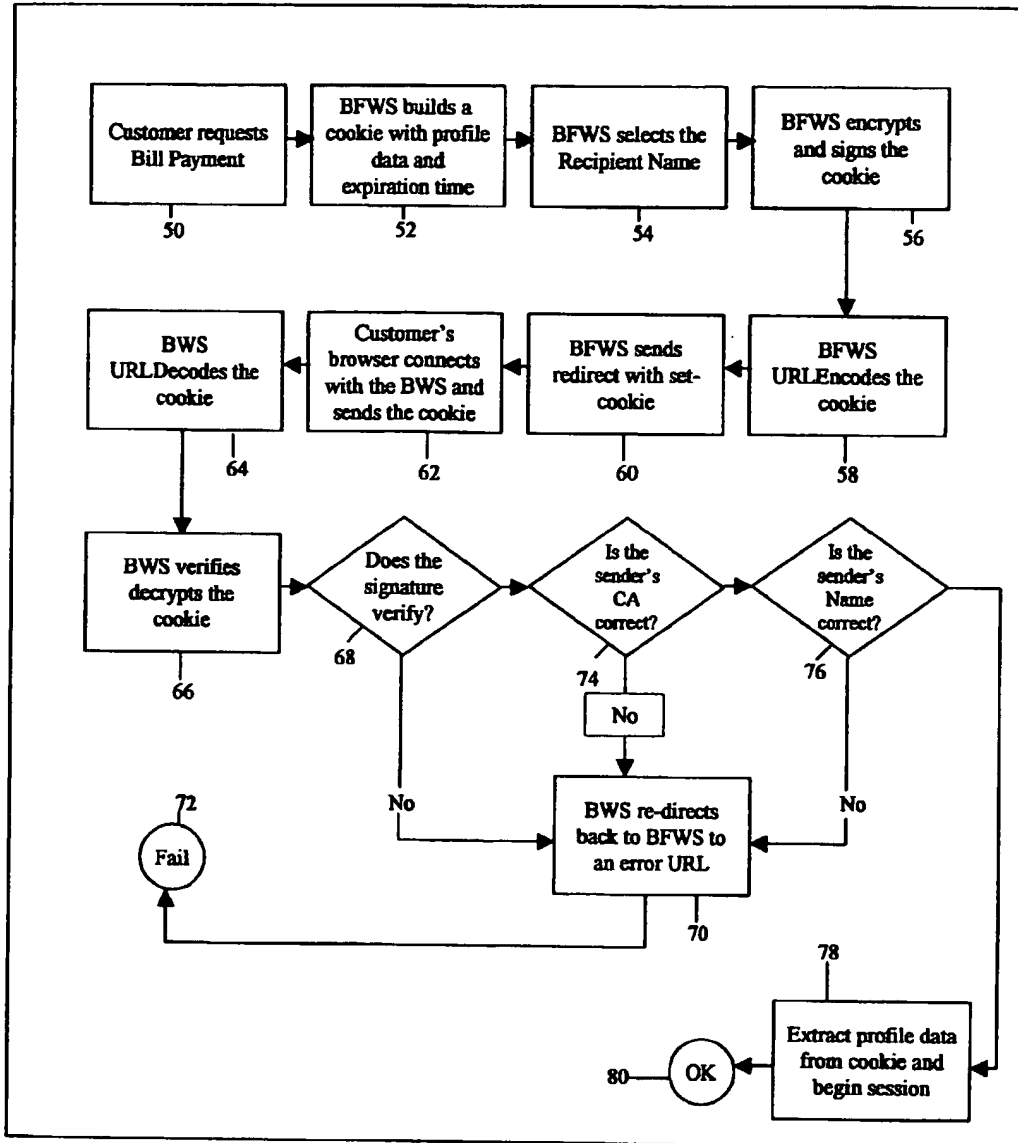 Customer requests
Bill Payment
50
BFWS builds a
cookie with profile
data and
expiration time
52
BFWS selects the
Recipient Name
54
BFWS encrypts
and signs the
cookie
56
BWS
URLDecodes the
cookie
64
Customer's
browser connects
with the BWS and
sends the cookie
62
BFWS sends
redirect with set-
cookie
60
BFWS
URLEncodes the
cookie
58
BWS verifies
decrypts the
cookie
66
Does the
signature
verify?
68
Is the
sender's
CA
correct?
74
Is the
sender's
Name
correct?
76
No
No
No
72
Fail
BWS re-directs
back to BFWS to
an error URL
70
78
Extract profile data
from cookie and
begin session
80
OK